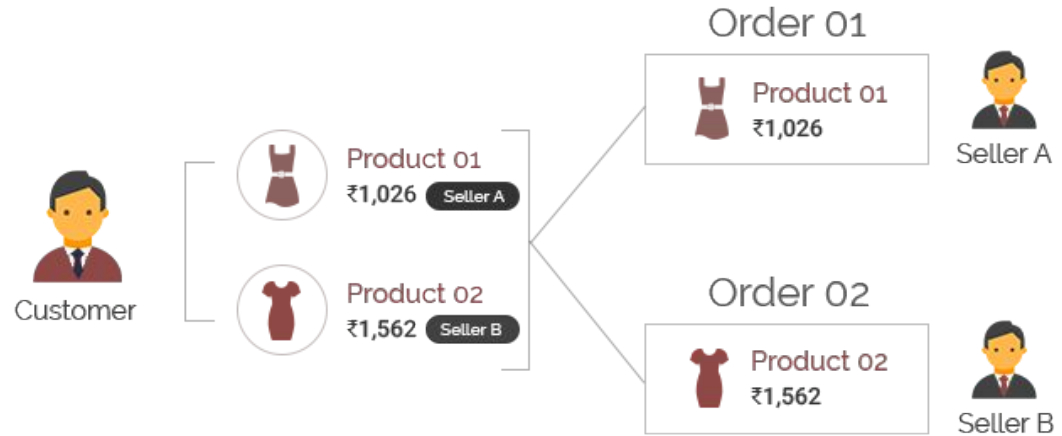 Customer
Product 01
₹1,026 Seller A
Product 02
₹1,562 Seller B
Order 01
Product 01
₹1,026
Seller A
Order 02
Product 02
₹1,562
Seller B